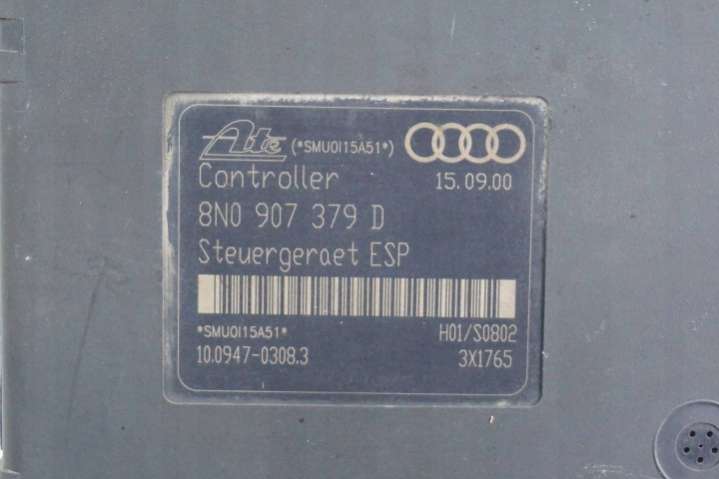 Ate (*SMU0I15A51*)
Controller 15.09.00
8N0 907 379 D
Steuergeraet ESP
*SMU0I15A51* H01/S0802
10.0947-0308.3 3X1765